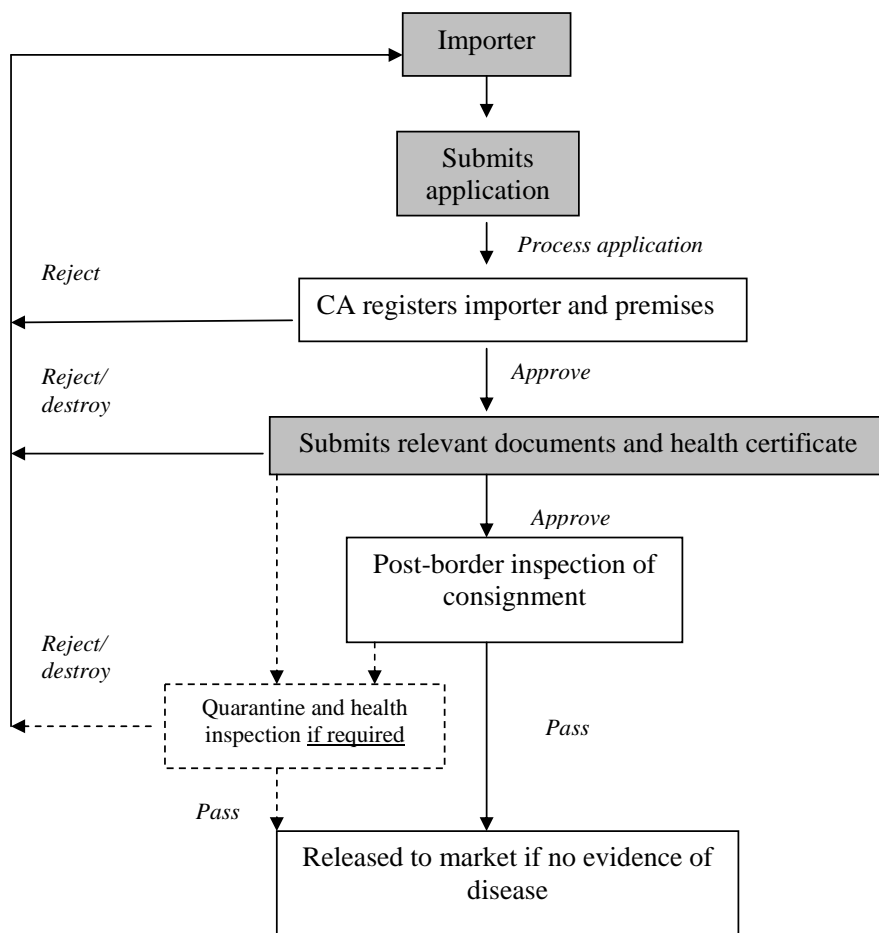 Importer
Submits
application
Process application
Reject
CA registers importer and premises
Reject/
destroy
Approve
Submits relevant documents and health certificate
Approve
Post-border inspection of
consignment
Reject/
destroy
Quarantine and health
inspection if required
Pass
Pass
Released to market if no evidence of
disease